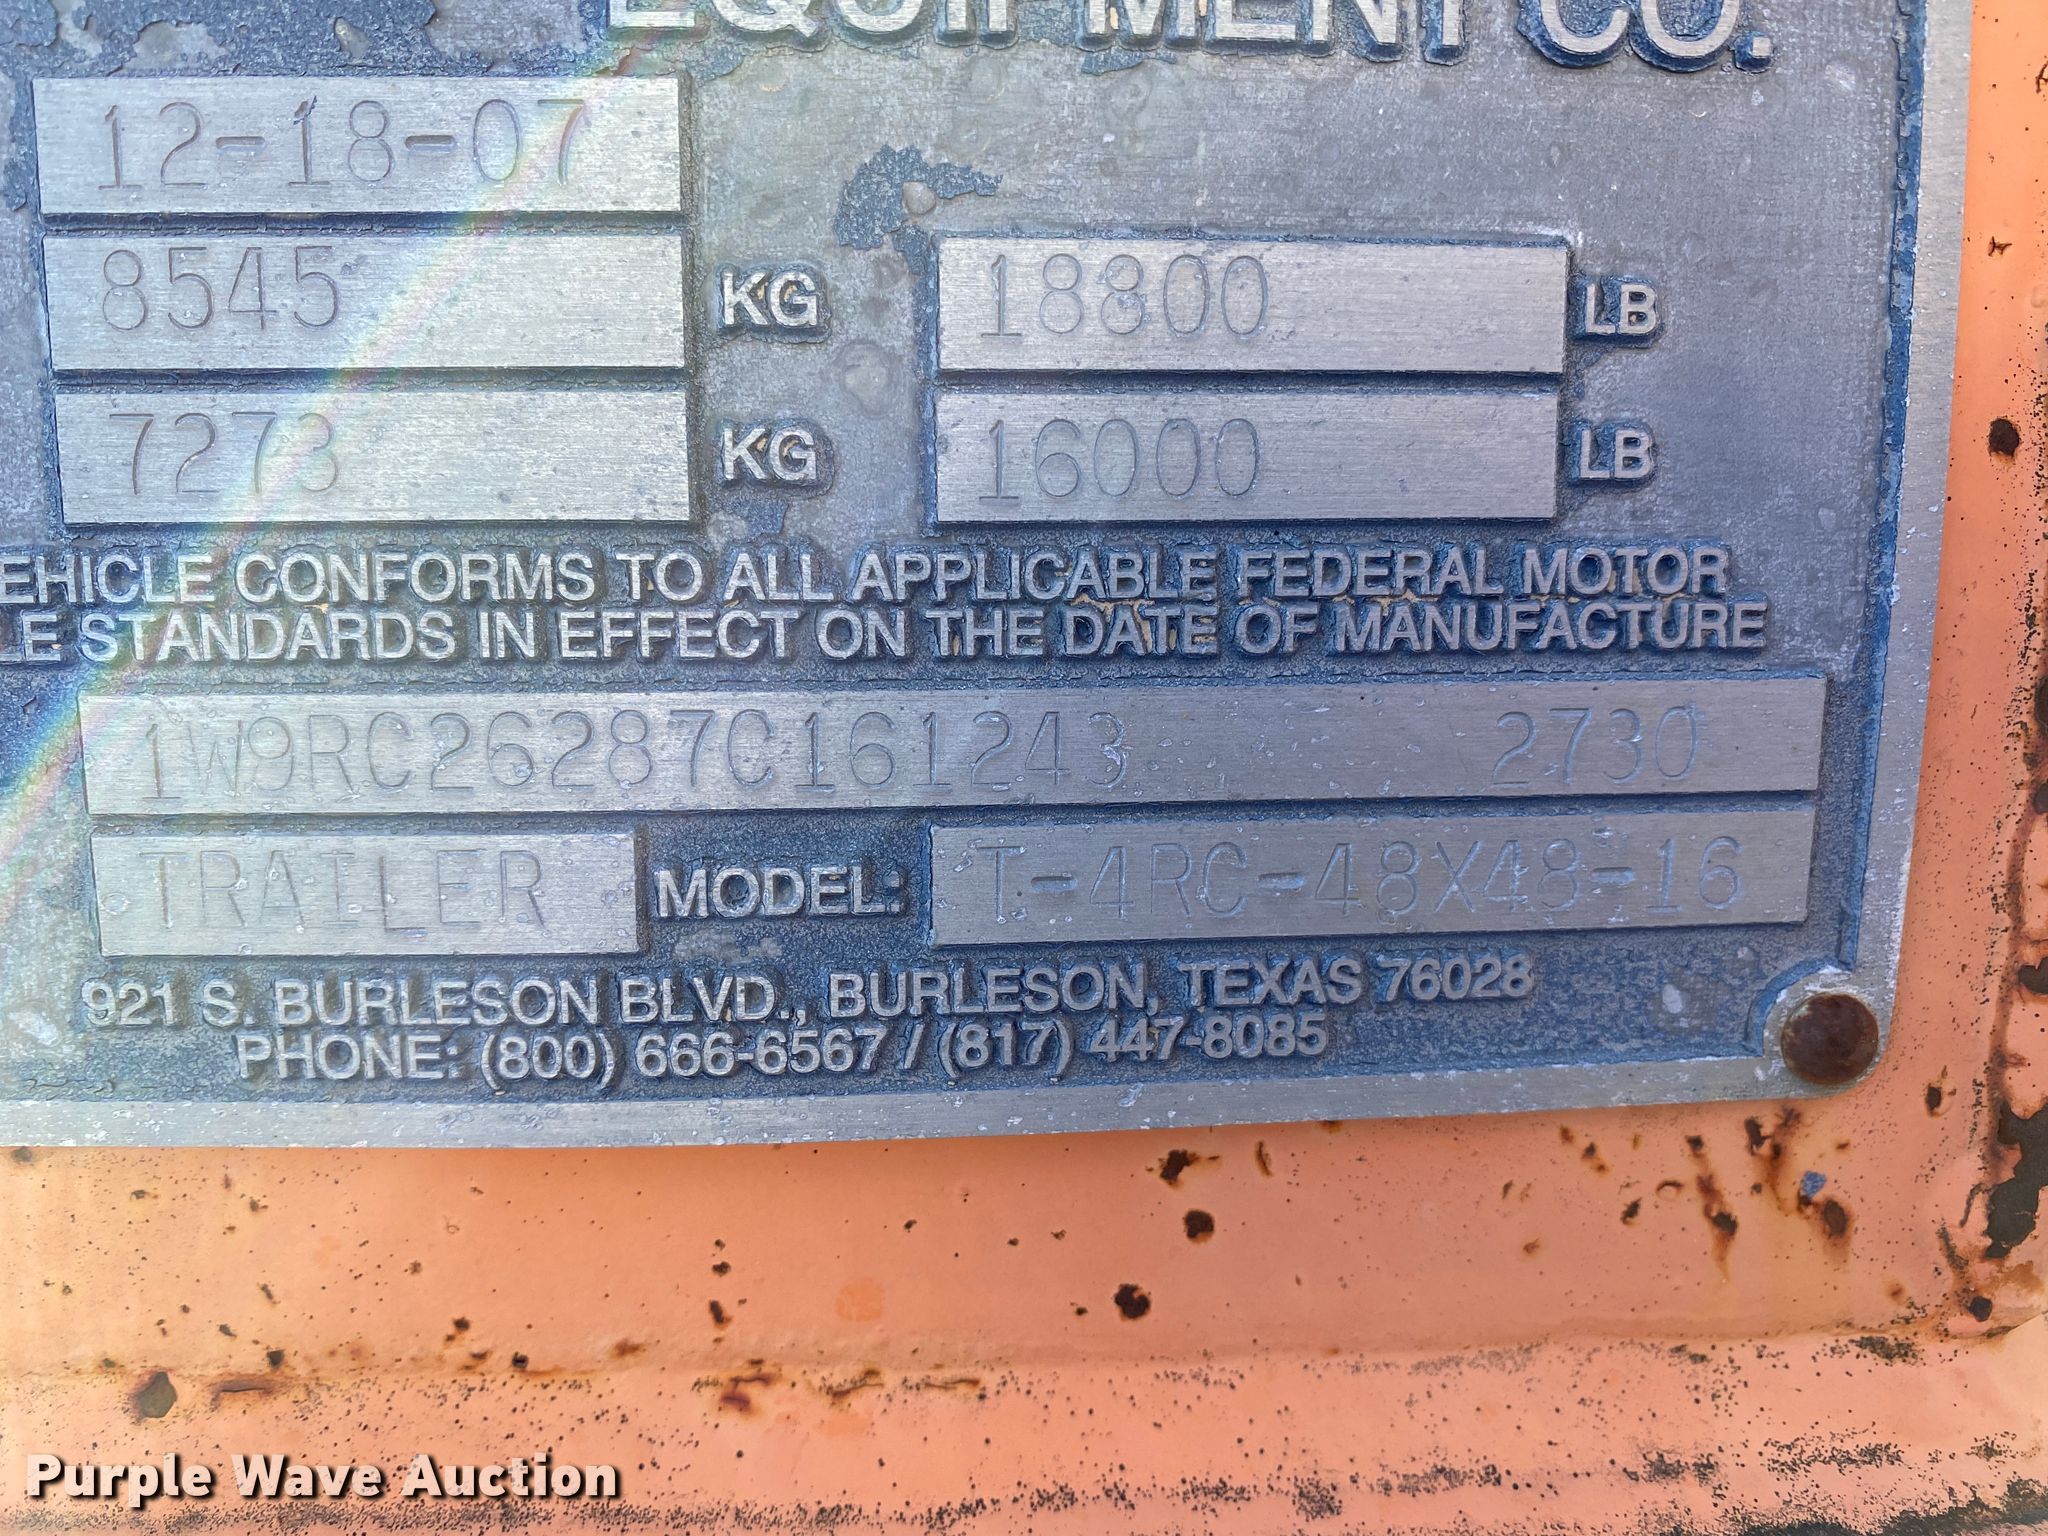 EQUIPMENT CO.
12-18-07
8545 KG 18800 LB
7273 KG 16000 LB
EHICLE CONFORMS TO ALL APPLICABLE FEDERAL MOTOR
LE STANDARDS IN EFFECT ON THE DATE OF MANUFACTURE
1W9RC26287C161243 2730
TRAILER MODEL: T-4RC-48X48-16
921 S. BURLESON BLVD., BURLESON, TEXAS 76028
PHONE: (800) 666-6567 / (817) 447-8085
Purple Wave Auction